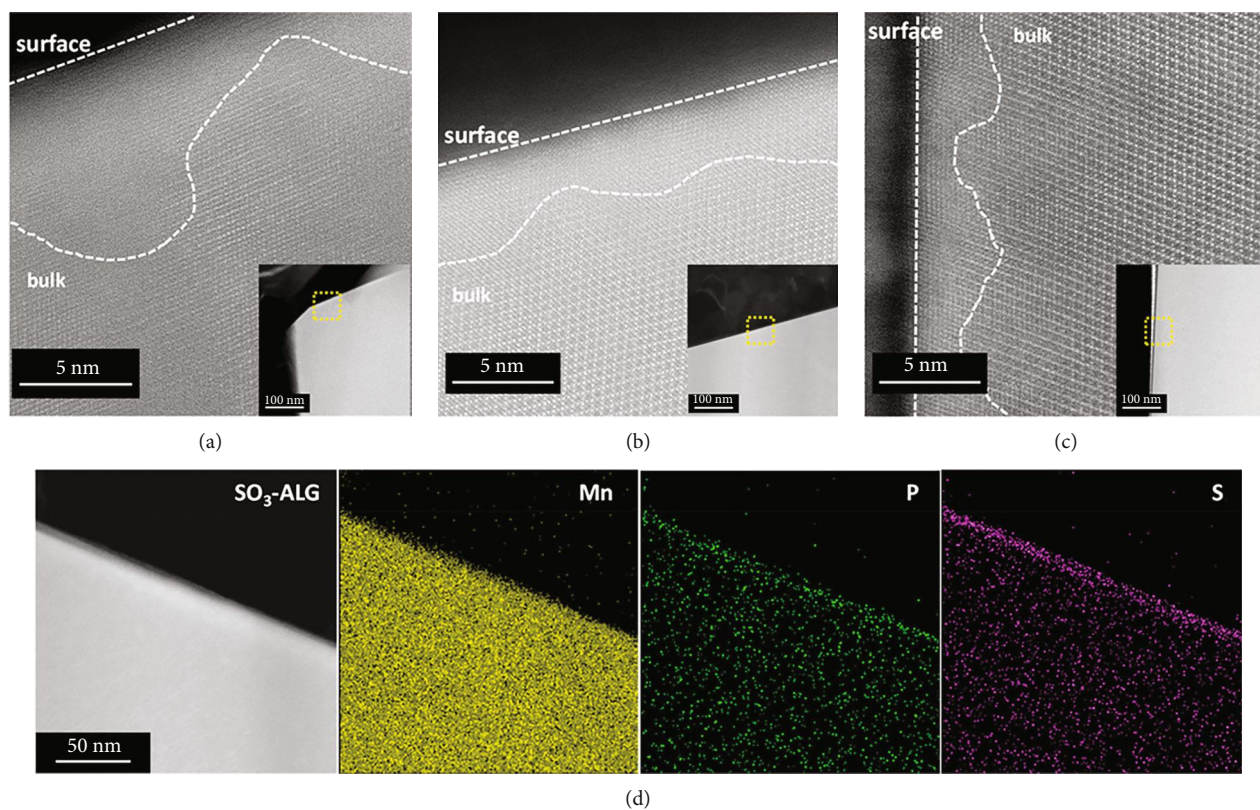 surface
bulk
5 nm
100 nm
(a)
surface
bulk
5 nm
100 nm
(b)
surface
bulk
5 nm
100 nm
(c)
SO₃-ALG
50 nm
Mn
P
S
(d)